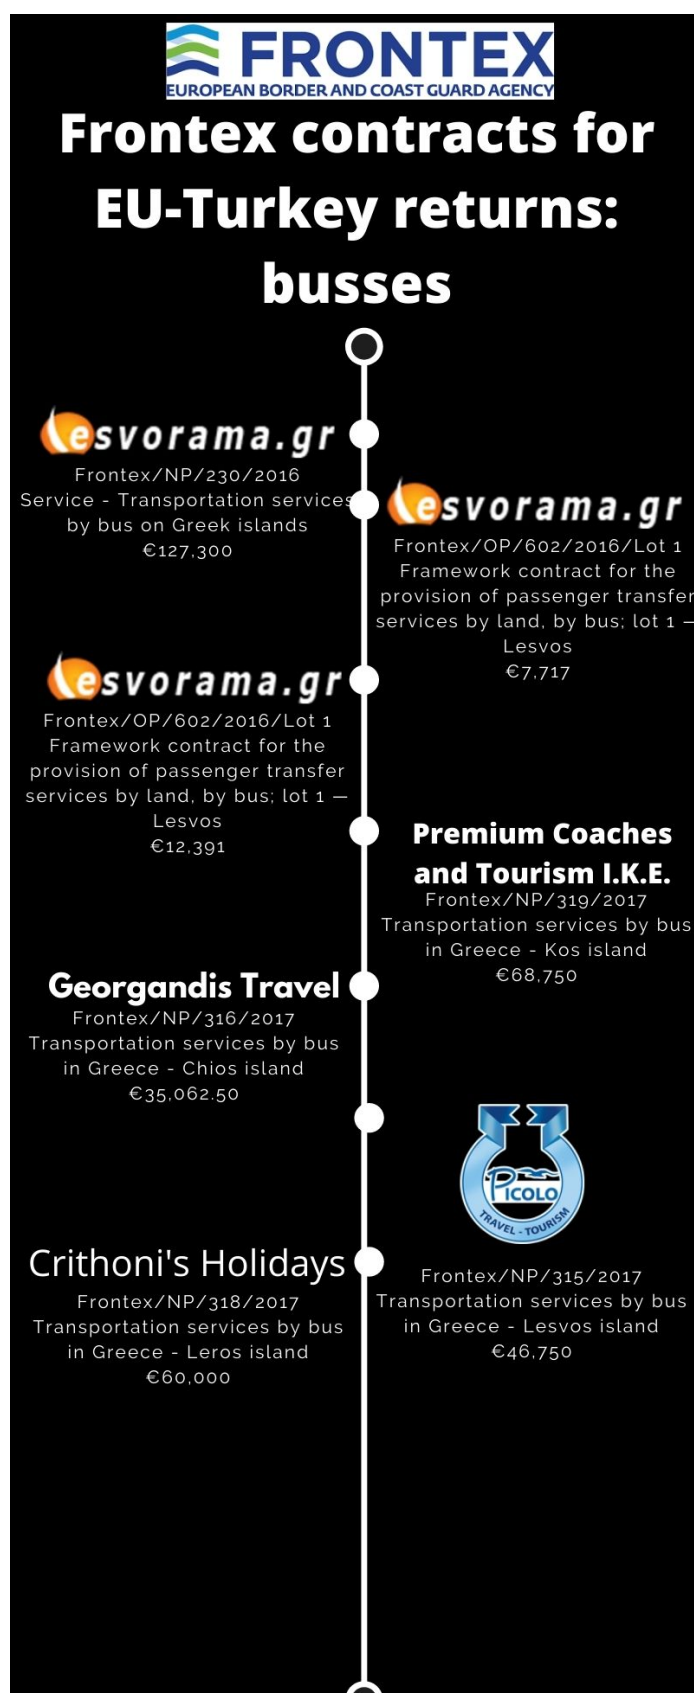 FRONTEX
EUROPEAN BORDER AND COAST GUARD AGENCY
Frontex contracts for
EU-Turkey returns:
busses
lesvorama.gr
Frontex/NP/230/2016
Service - Transportation services
by bus on Greek islands
€127,300
lesvorama.gr
Frontex/OP/602/2016/Lot 1
Framework contract for the
provision of passenger transfer
services by land, by bus; lot 1 —
Lesvos
€7,717
lesvorama.gr
Frontex/OP/602/2016/Lot 1
Framework contract for the
provision of passenger transfer
services by land, by bus; lot 1 —
Lesvos
€12,391
Premium Coaches
and Tourism I.K.E.
Frontex/NP/319/2017
Transportation services by bus
in Greece - Kos island
€68,750
Georgandis Travel
Frontex/NP/316/2017
Transportation services by bus
in Greece - Chios island
€35,062.50
PICOLO
TRAVEL - TOURISM
Frontex/NP/315/2017
Transportation services by bus
in Greece - Lesvos island
€46,750
Crithoni's Holidays
Frontex/NP/318/2017
Transportation services by bus
in Greece - Leros island
€60,000